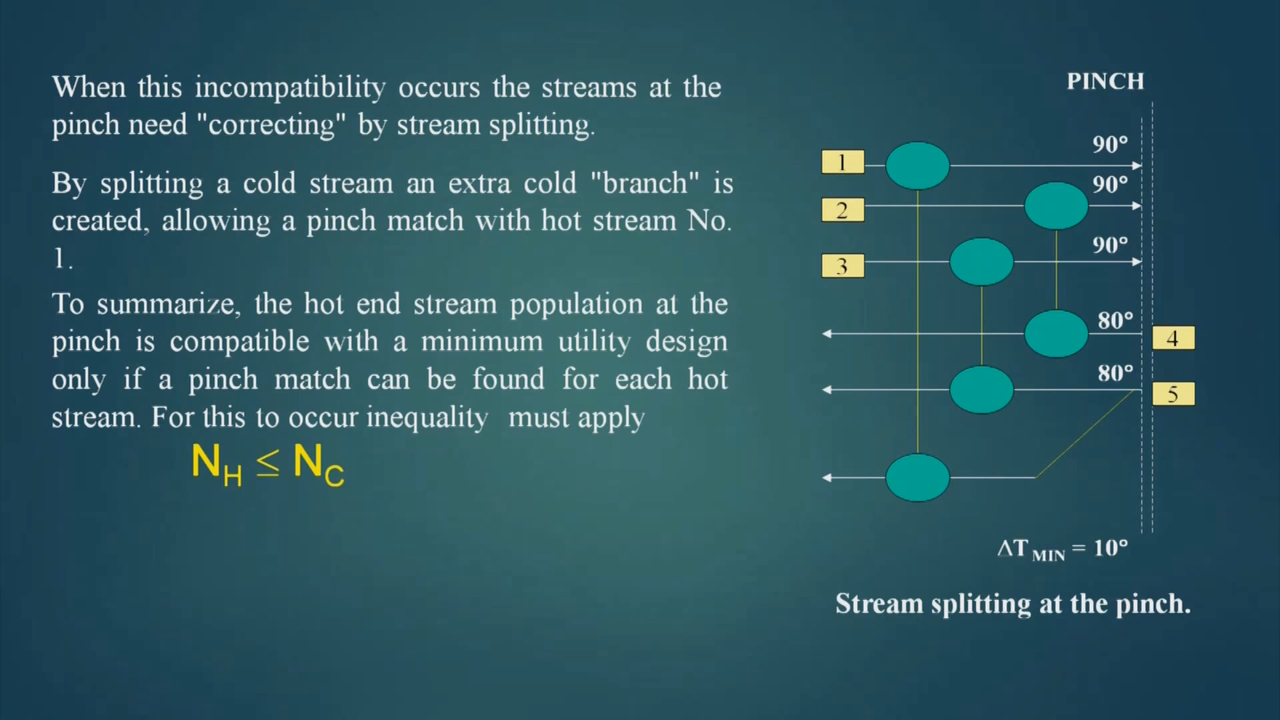 When this incompatibility occurs the streams at the
pinch need "correcting" by stream splitting.
By splitting a cold stream an extra cold "branch" is
created, allowing a pinch match with hot stream No.
1.
To summarize, the hot end stream population at the
pinch is compatible with a minimum utility design
only if a pinch match can be found for each hot
stream. For this to occur inequality must apply
N_H ≤ N_C
PINCH
1
90°
2
90°
3
90°
80°
4
80°
5
ΔT MIN = 10°
Stream splitting at the pinch.